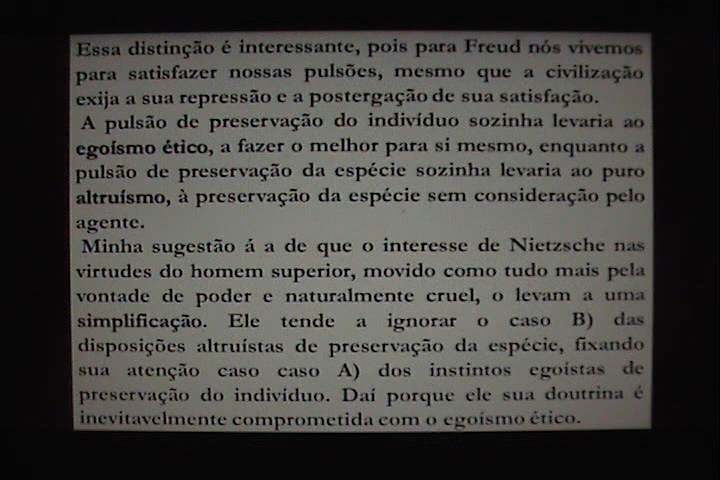 Essa distinção é interessante, pois para Freud nós vivemos
para satisfazer nossas pulsões, mesmo que a civilização
exija a sua repressão e a postergação de sua satisfação.
A pulsão de preservação do indivíduo sozinha levaria ao
egoísmo ético, a fazer o melhor para si mesmo, enquanto a
pulsão de preservação da espécie sozinha levaria ao puro
altruísmo, à preservação da espécie sem consideração pelo
agente.
Minha sugestão á a de que o interesse de Nietzsche nas
virtudes do homem superior, movido como tudo mais pela
vontade de poder e naturalmente cruel, o levam a uma
simplificação. Ele tende a ignorar o caso B) das
disposições altruístas de preservação da espécie, fixando
sua atenção caso caso A) dos instintos egoístas de
preservação do indivíduo. Daí porque ele sua doutrina é
inevitavelmente comprometida com o egoísmo ético.